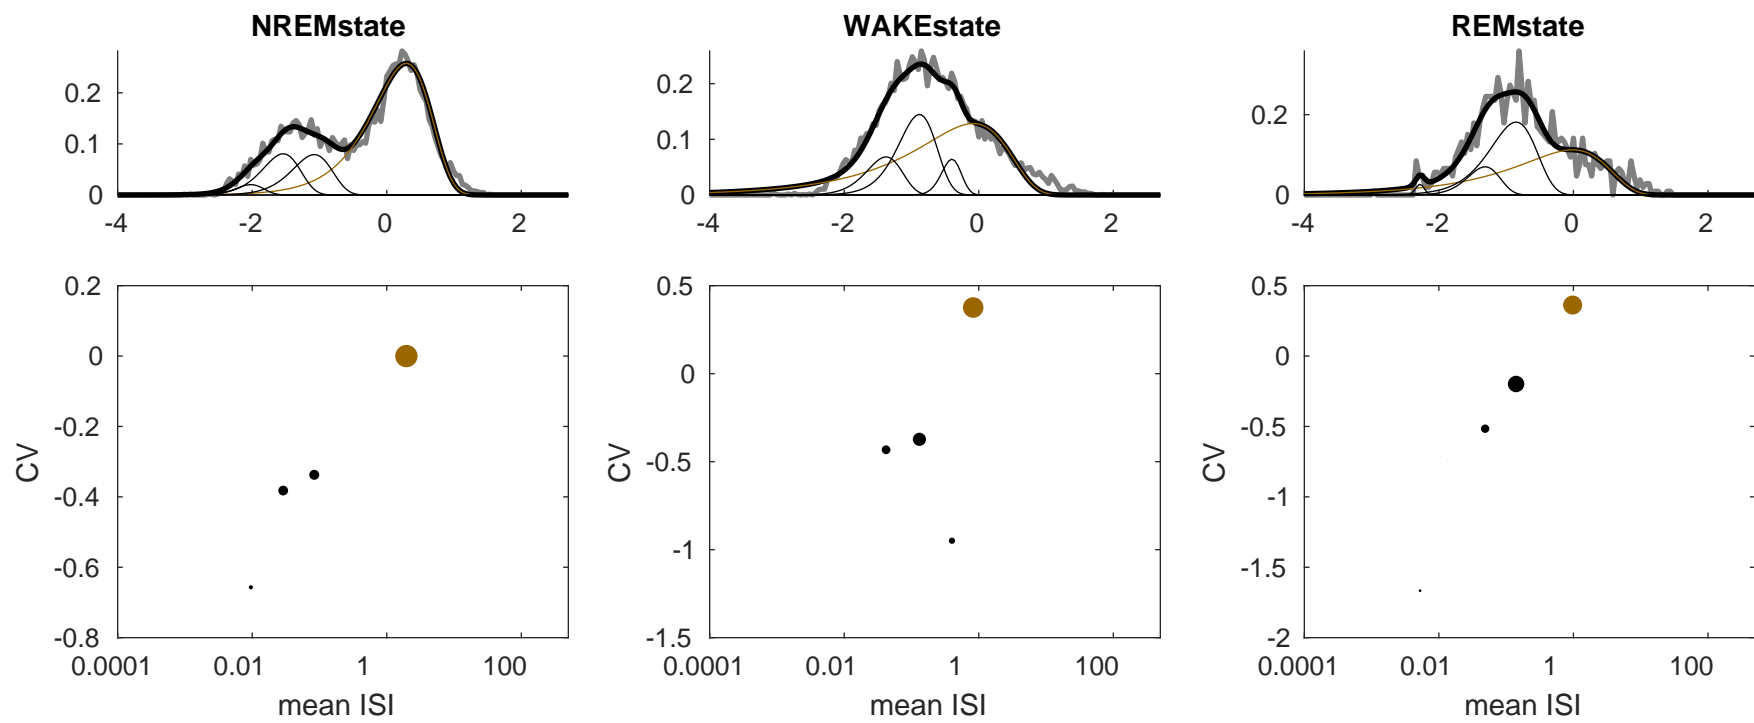 NREMstate WAKEstate REMstate
0.2 0.2 0.2
0.1 0.1
0 0 0
-4 -2 0 2 -4 -2 0 2 -4 -2 0 2
0.2 0.5 0.5
0 0 0
-0.2 -0.5 -0.5
-0.4 -1 -1
-0.6 -1.5
-0.8 -1.5 -2
CV CV CV
0.0001 0.01 1 100 0.0001 0.01 1 100 0.0001 0.01 1 100
mean ISI mean ISI mean ISI